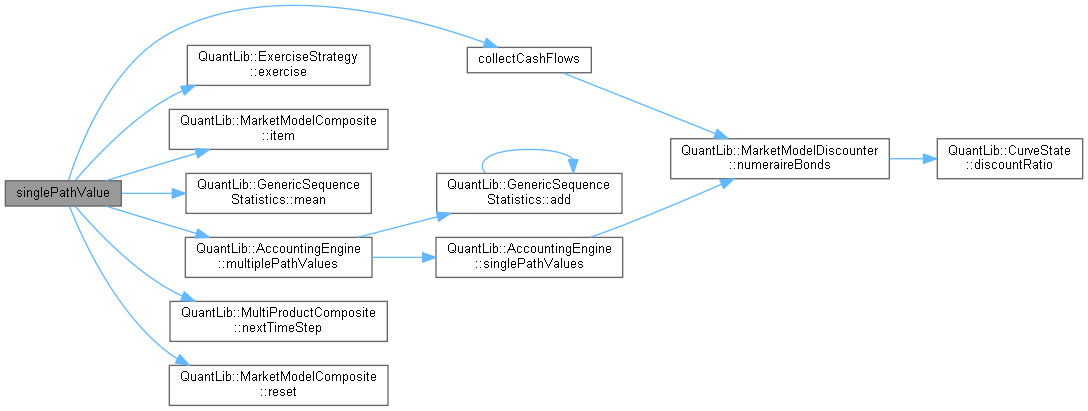 singlePathValue
collectCashFlows
QuantLib::ExerciseStrategy
::exercise
QuantLib::MarketModelComposite
::item
QuantLib::GenericSequence
Statistics::mean
QuantLib::AccountingEngine
::multiplePathValues
QuantLib::MultiProductComposite
::nextTimeStep
QuantLib::MarketModelComposite
::reset
QuantLib::GenericSequence
Statistics::add
QuantLib::AccountingEngine
::singlePathValues
QuantLib::MarketModelDiscounter
::numeraireBonds
QuantLib::CurveState
::discountRatio